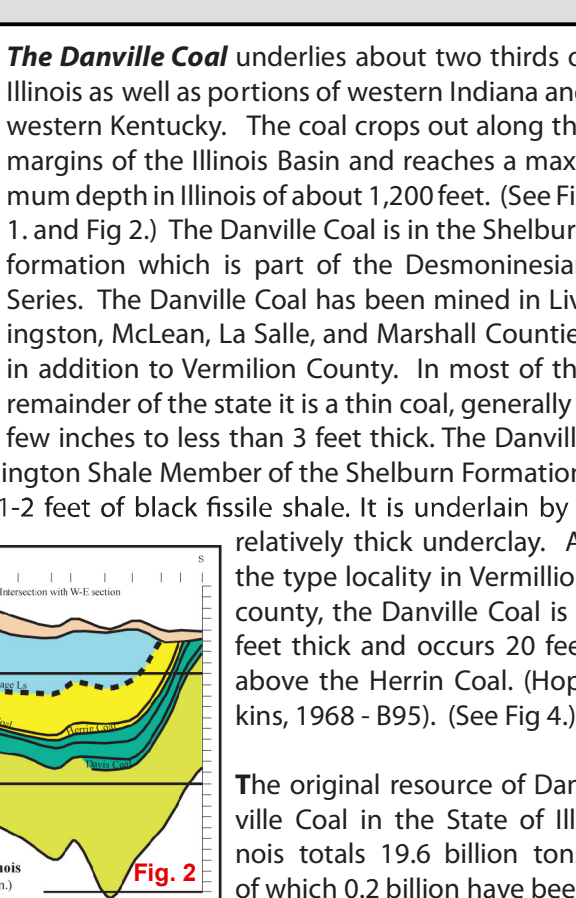 The Danville Coal underlies about two thirds o
Illinois as well as portions of western Indiana and
western Kentucky. The coal crops out along th
margins of the Illinois Basin and reaches a max
mum depth in Illinois of about 1,200 feet. (See Fi
1. and Fig 2.) The Danville Coal is in the Shelbur
formation which is part of the Desmoninesian
Series. The Danville Coal has been mined in Liv
ingston, McLean, La Salle, and Marshall Countie
in addition to Vermilion County. In most of th
remainder of the state it is a thin coal, generally
few inches to less than 3 feet thick. The Danvill
ington Shale Member of the Shelburn Formation
1-2 feet of black fissile shale. It is underlain by
relatively thick underclay. A
the type locality in Vermillio
county, the Danville Coal is
feet thick and occurs 20 fee
above the Herrin Coal. (Hop
kins, 1968 - B95). (See Fig 4.)
The original resource of Dan
ville Coal in the State of Ill
nois totals 19.6 billion ton
of which 0.2 billion have bee
S
Intersection with W-E section
age Ls
Herrin Coal
Davis Coal
nois
n.)
Fig. 2